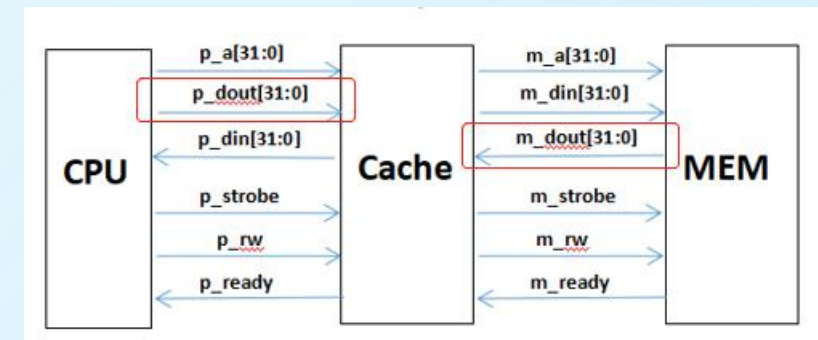 p_a[31:0]
m_a[31:0]
p_dout[31:0]
m_din[31:0]
p_din[31:0]
m_dout[31:0]
CPU
Cache
MEM
p_strobe
m_strobe
p_rw
m_rw
p_ready
m_ready